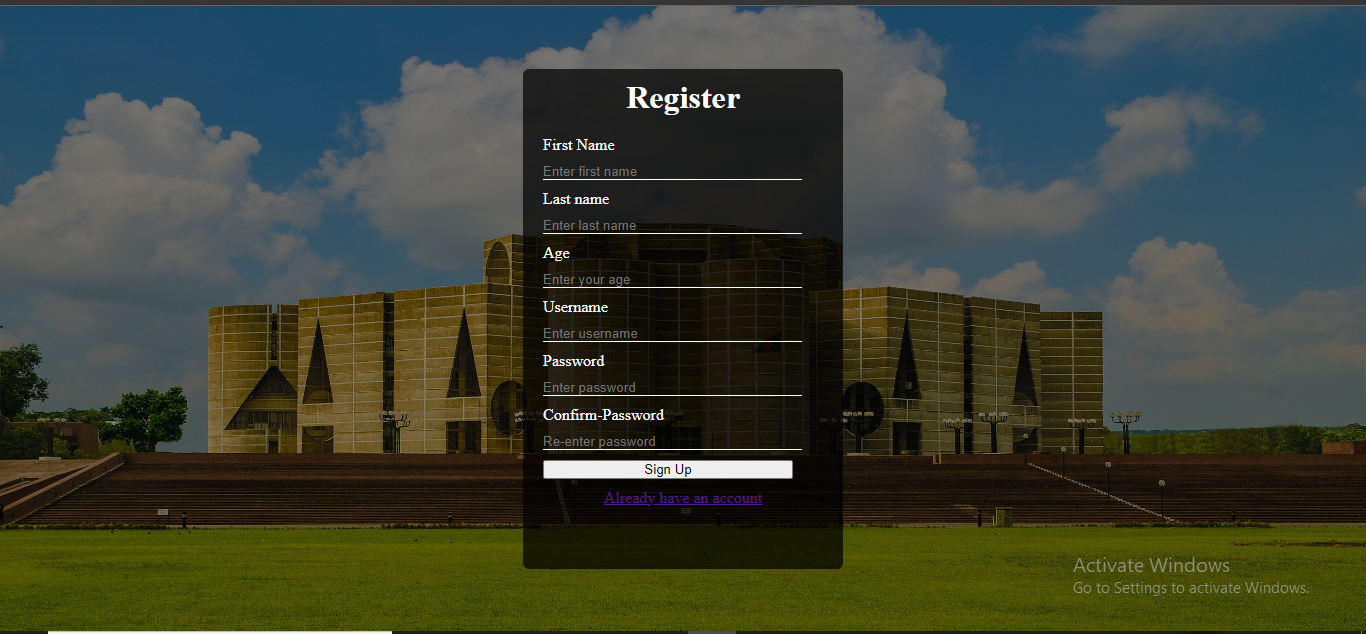 Register
First Name
Enter first name
Last name
Enter last name
Age
Enter your age
Username
Enter username
Password
Enter password
Confirm-Password
Re-enter password
Sign Up
Already have an account
Activate Windows
Go to Settings to activate Windows.